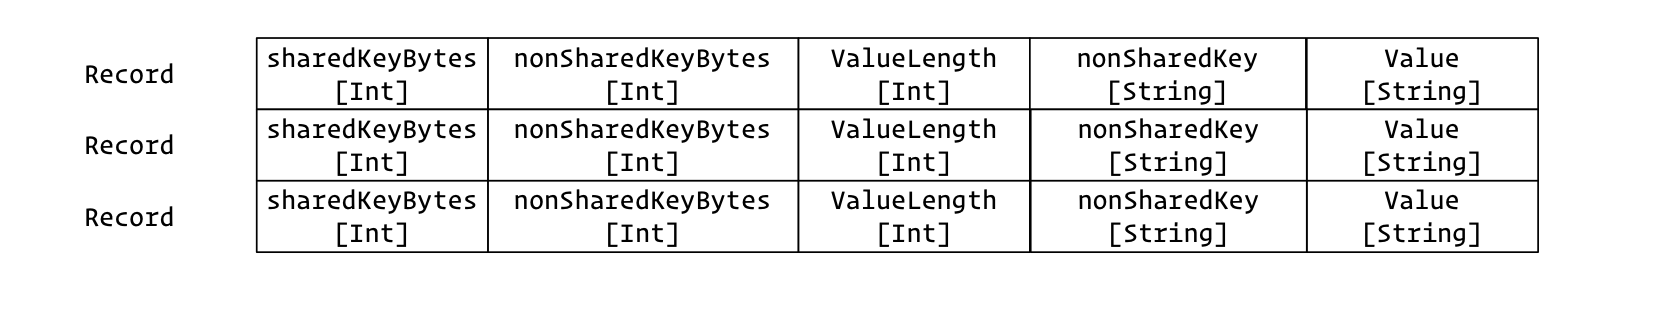 Record
sharedKeyBytes nonSharedKeyBytes ValueLength nonSharedKey Value
[Int] [Int] [Int] [String] [String]
Record
sharedKeyBytes nonSharedKeyBytes ValueLength nonSharedKey Value
[Int] [Int] [Int] [String] [String]
Record
sharedKeyBytes nonSharedKeyBytes ValueLength nonSharedKey Value
[Int] [Int] [Int] [String] [String]